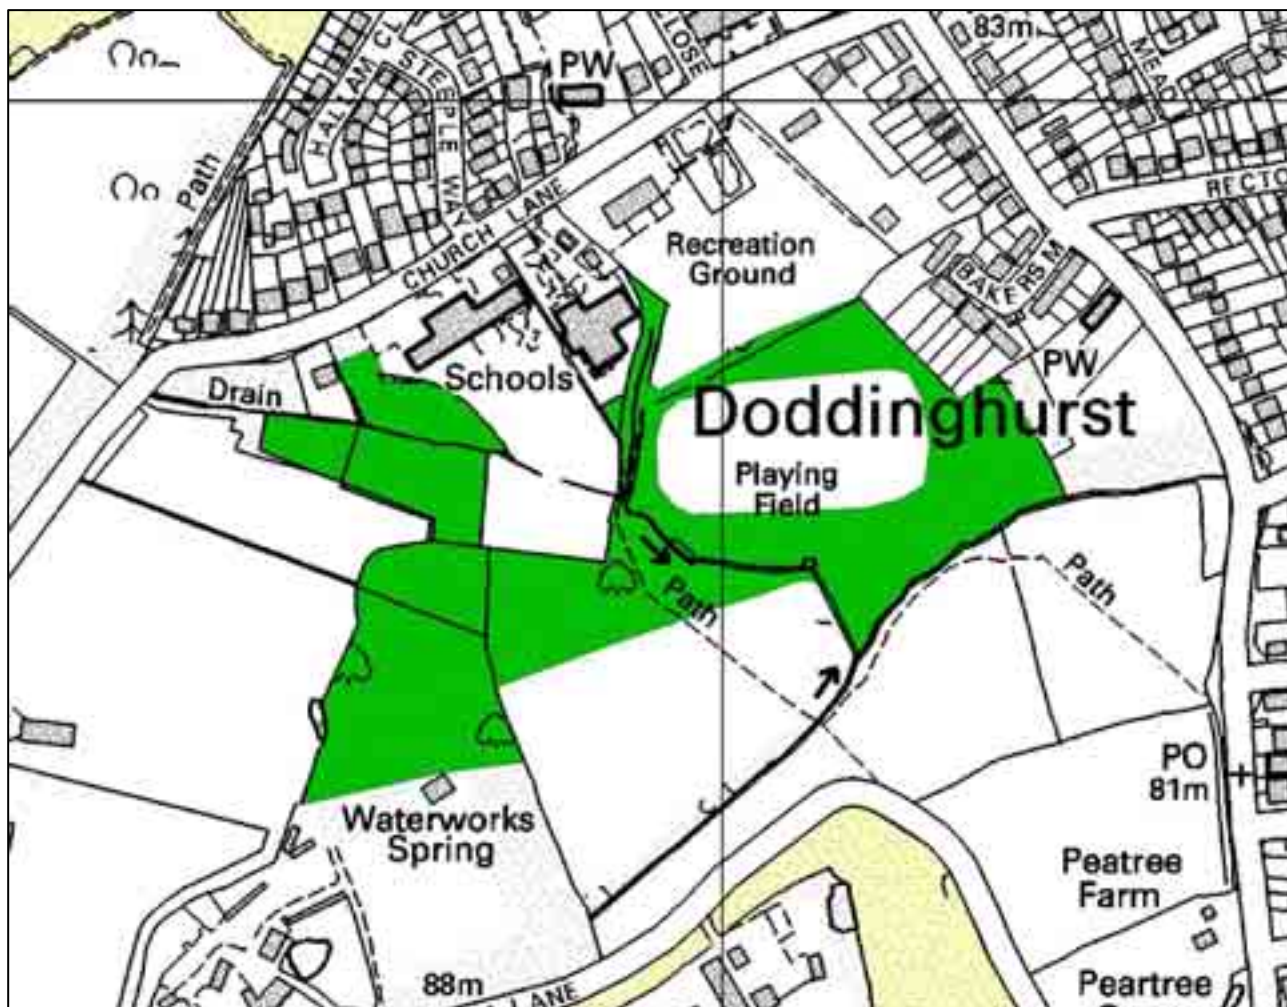 83m
CLOSE
MEAD
HALLAM CL
STEEPLE WAY
PW
Path
CHURCH LANE
RECTO
Recreation
Ground
BAKERS M
PW
Schools
Drain
Doddinghurst
Playing
Field
Path
Path
PO
81m
Waterworks
Spring
Peatree
Farm
88m
LANE
Peartree